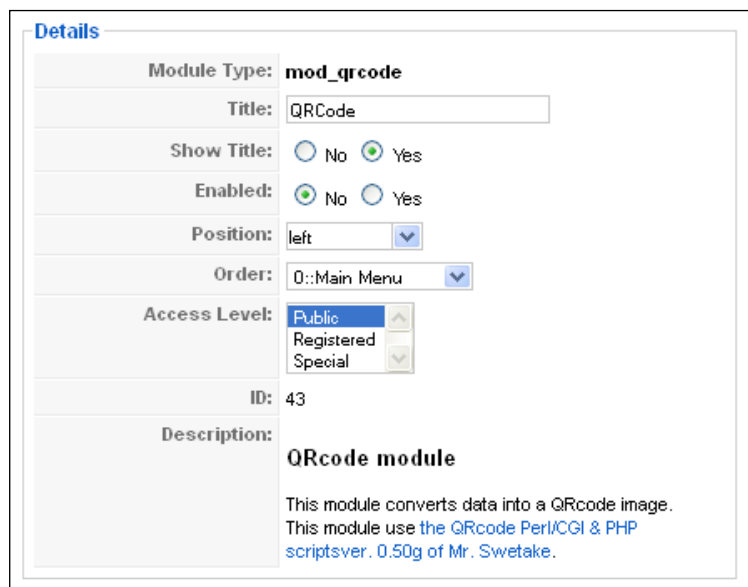 Details
Module Type: mod_qrcode
Title: QRCode
Show Title: No Yes
Enabled: No Yes
Position: left
Order: 0::Main Menu
Access Level: Public
Registered
Special
ID: 43
Description:
QRcode module
This module converts data into a QRcode image.
This module use the QRcode Perl/CGI & PHP
scriptsver. 0.50g of Mr. Swetake.